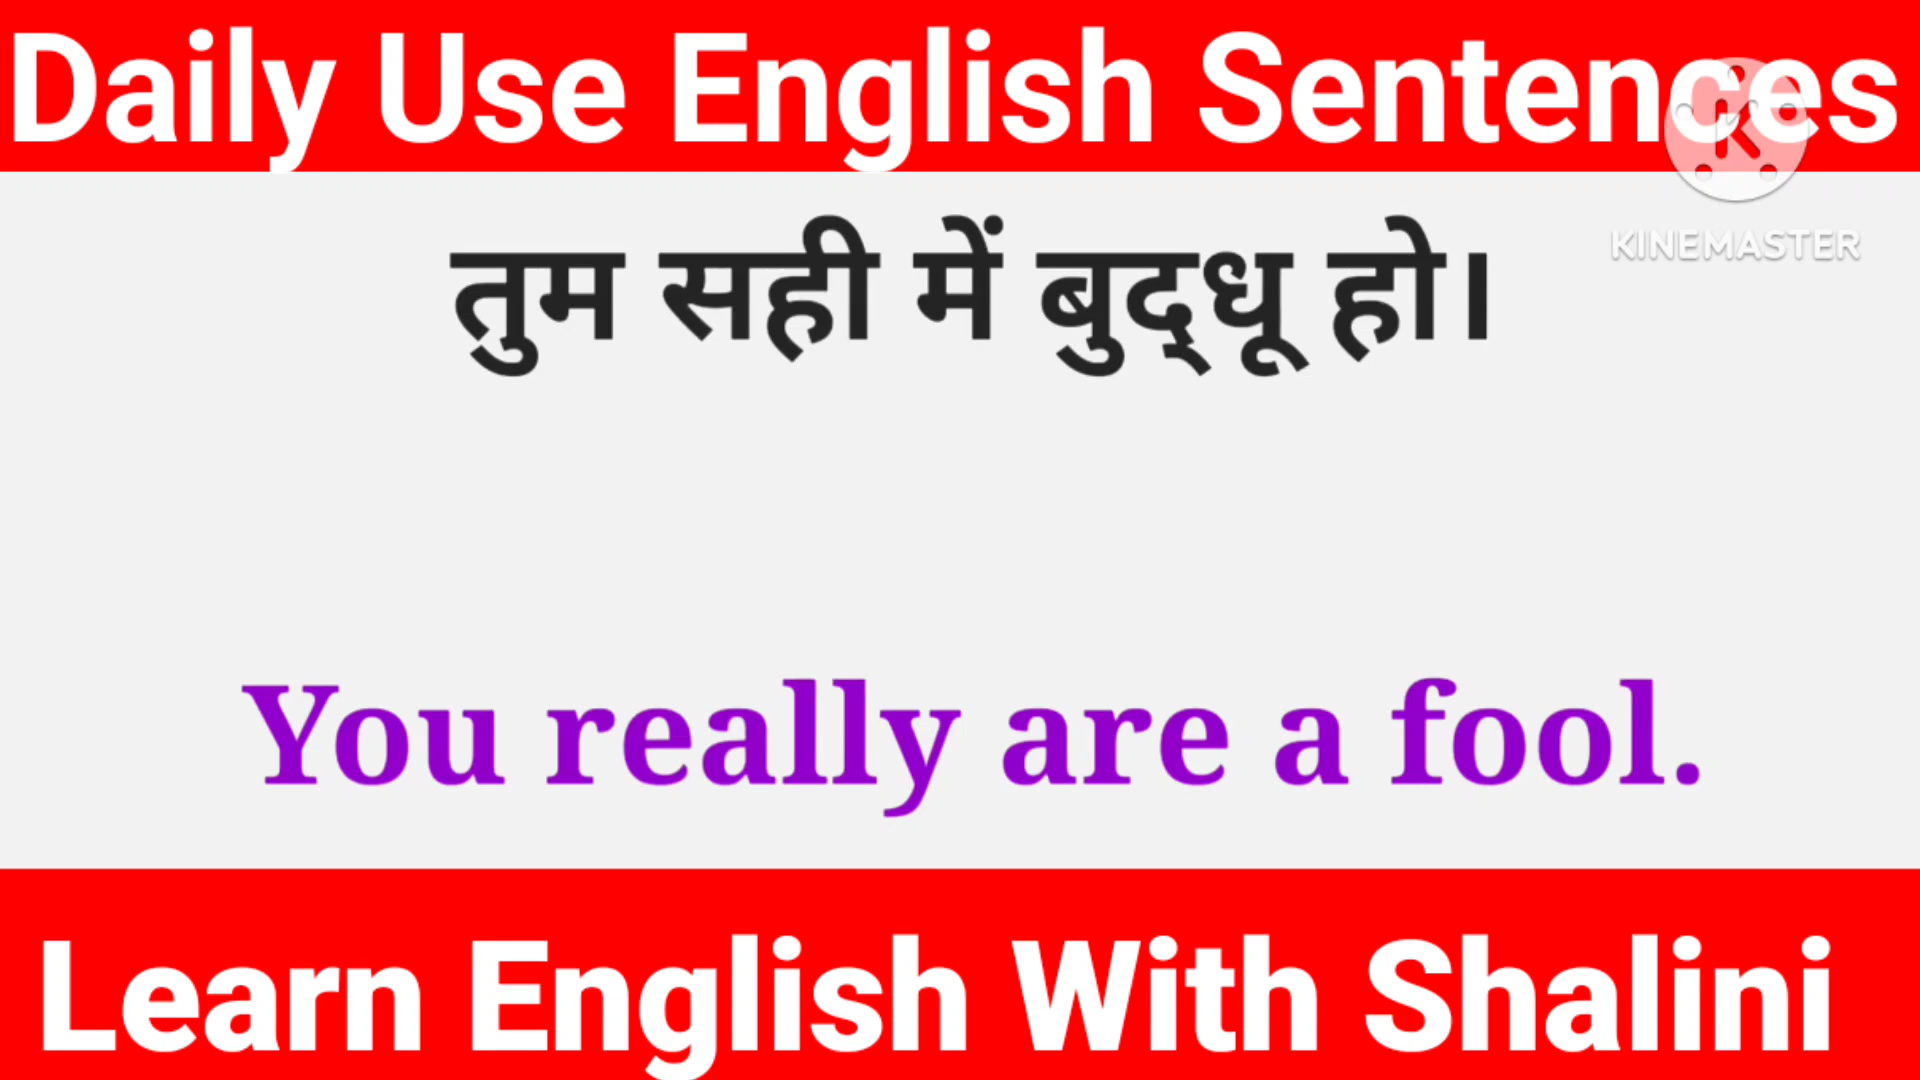 Daily Use English Sentences
KINEMASTER
तुम सही में बुद्‌धू हो।
You really are a fool.
Learn English With Shalini